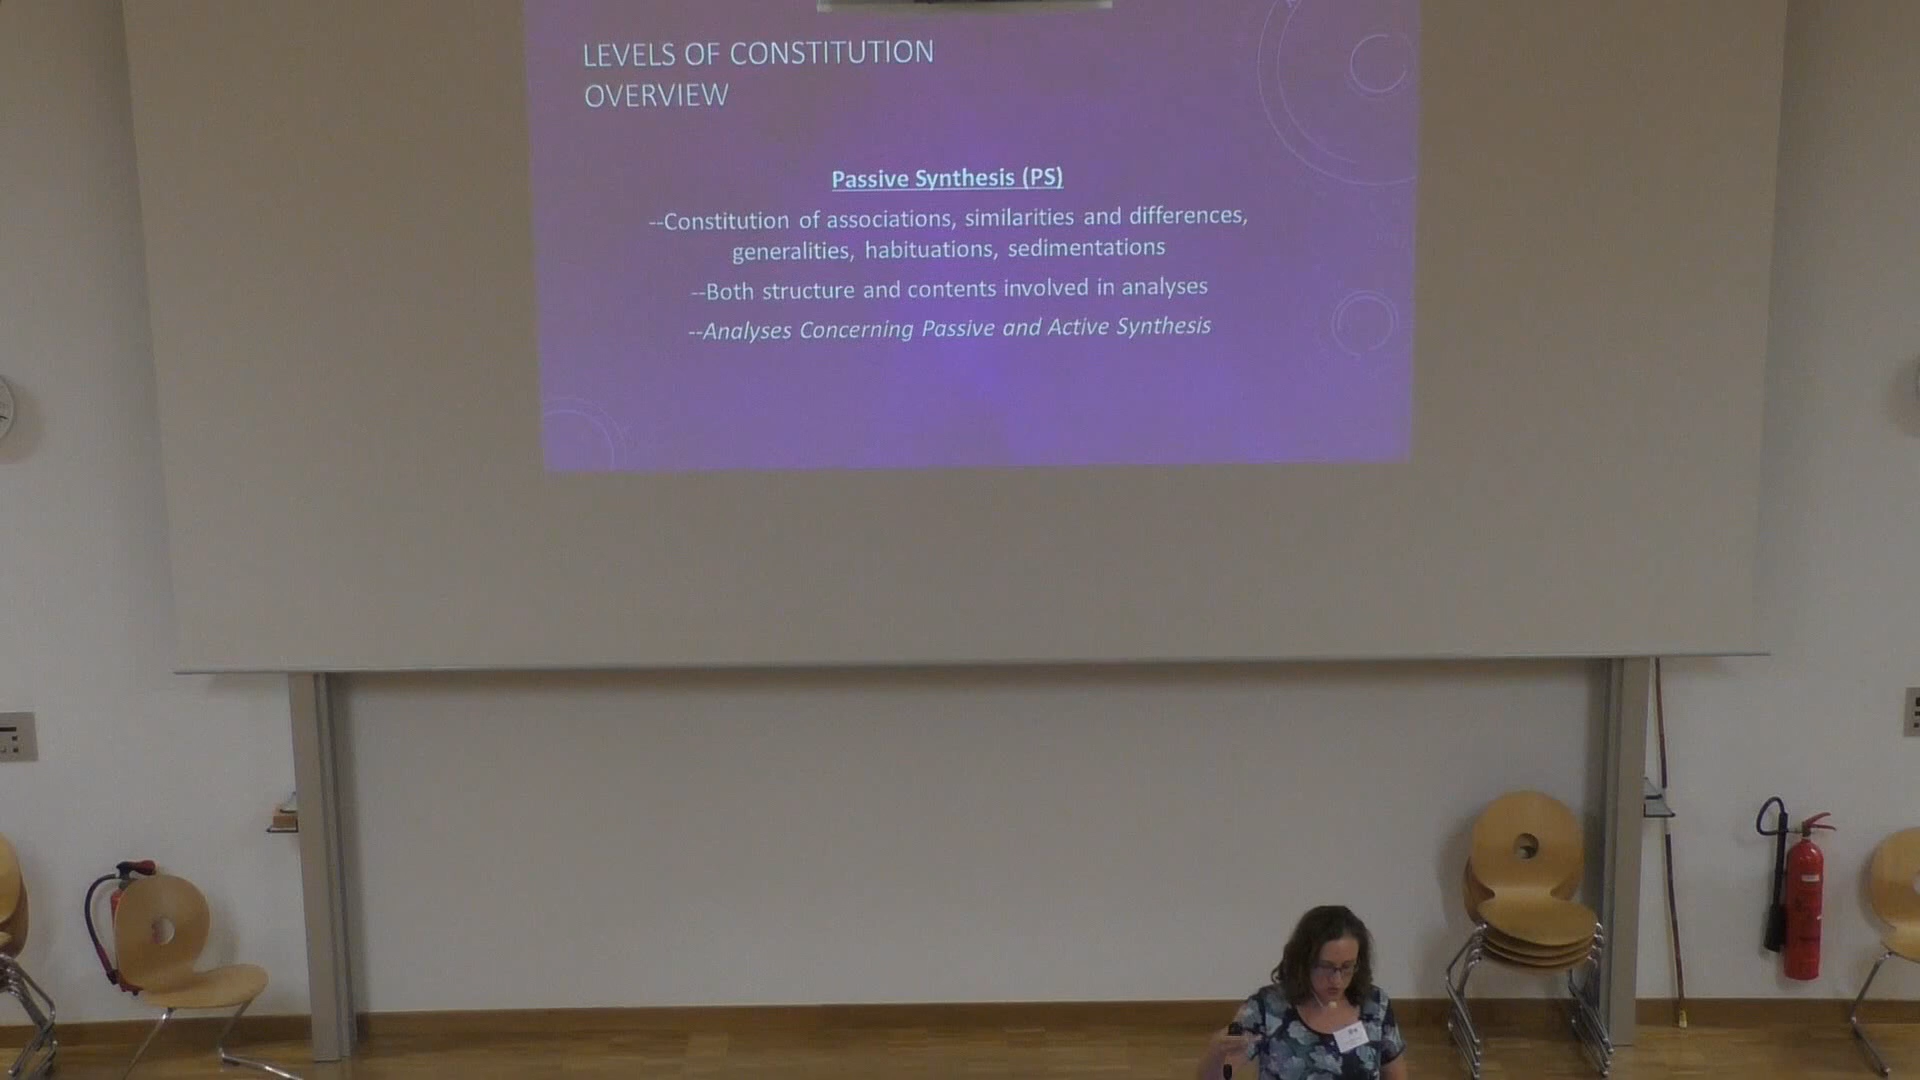 LEVELS OF CONSTITUTION
OVERVIEW
Passive Synthesis (PS)
--Constitution of associations, similarities and differences,
generalities, habituations, sedimentations
--Both structure and contents involved in analyses
--Analyses Concerning Passive and Active Synthesis